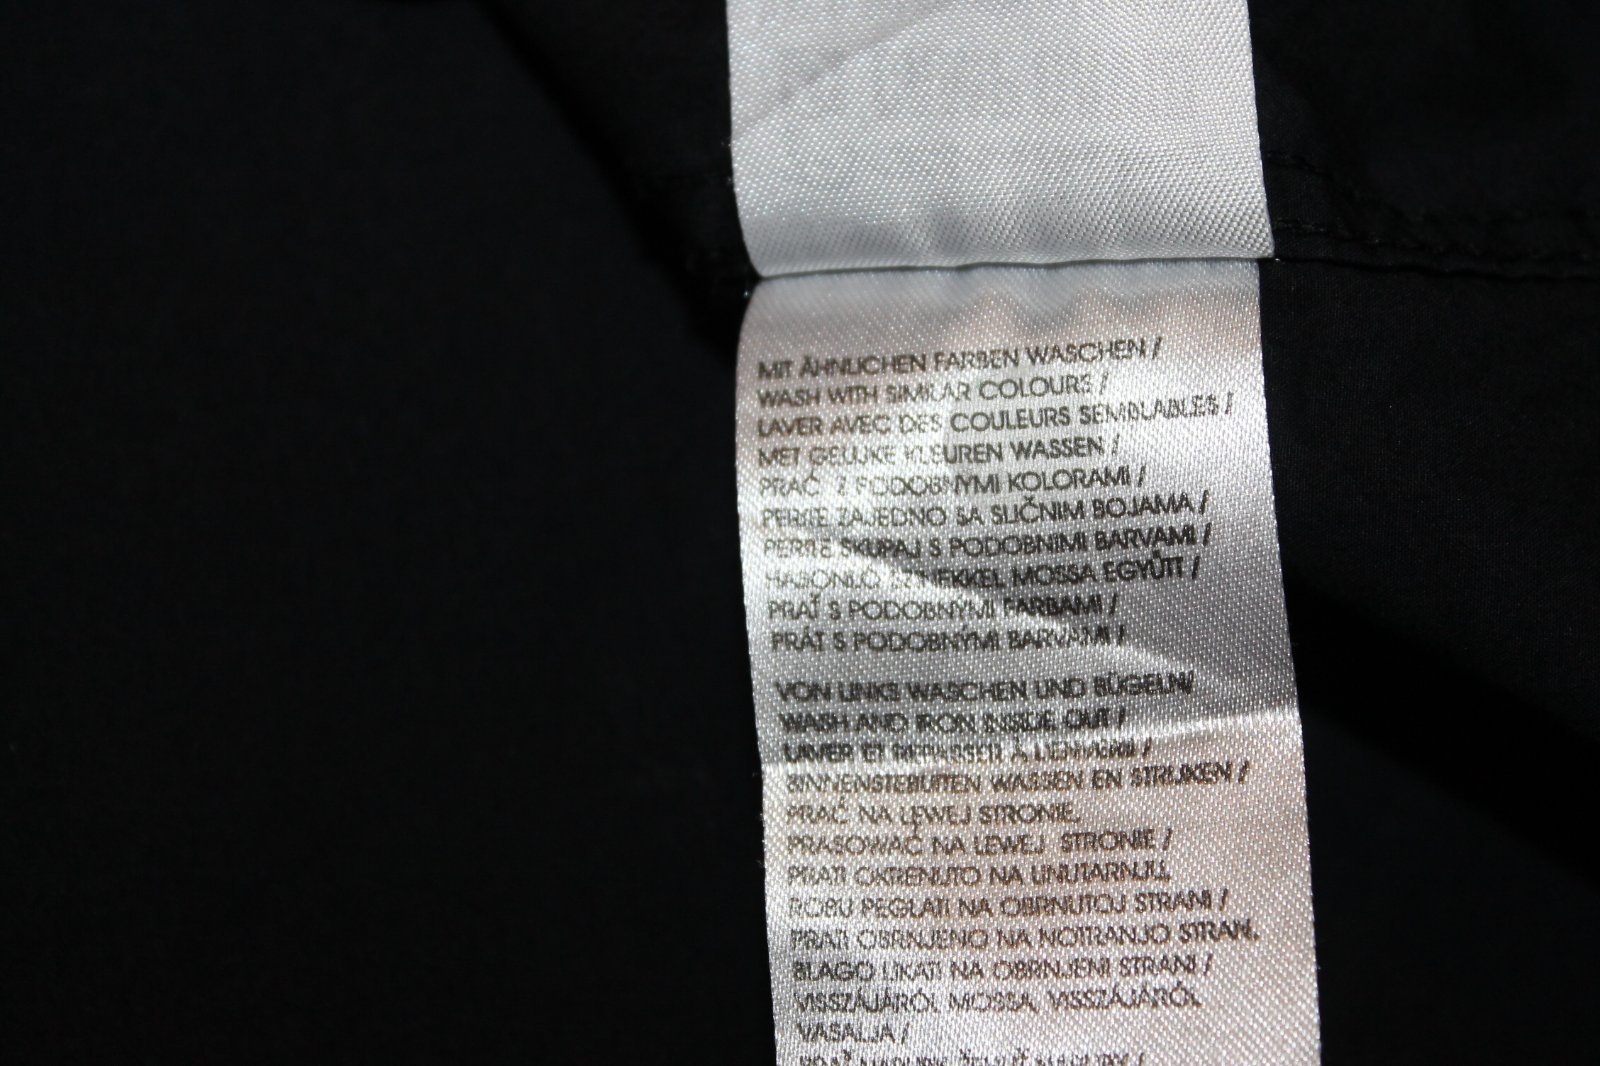 MIT ÄHNLICHEN FARBEN WASCHEN /
WASH WITH SIMILAR COLOURS /
LAVER AVEC DES COULEURS SEMBLABLES /
MET GELIJKE KLEUREN WASSEN /
PRAĆ Z PODOBNYMI KOLORAMI /
PERITE ZAJEDNO SA SLIČNIM BOJAMA /
PERITE SKUPAJ S PODOBNIMI BARVAMI /
HASONLÓ SZÍNEKKEL MOSSA EGYÜTT /
PRAŤ S PODOBNYMI FARBAMI /
PRÁT S PODOBNÝMI BARVAMI /
VON LINKS WASCHEN UND BÜGELN/
WASH AND IRON INSIDE OUT /
LAVER ET REPASSER À L'ENVERS /
BINNENSTEBUITEN WASSEN EN STRIJKEN /
PRAĆ NA LEWEJ STRONIE.
PRASOWAĆ NA LEWEJ STRONIE /
PRATI OKRENUTO NA UNUTARNJU,
ROBU PEGLATI NA OBRNUTOJ STRANI /
PRATI OBRNJENO NA NOTRANJO STRAN.
BLAGO LIKATI NA OBRNJENI STRANI /
VISSZÁJÁRÓL MOSSA, VISSZÁJÁRÓL
VASALJA /